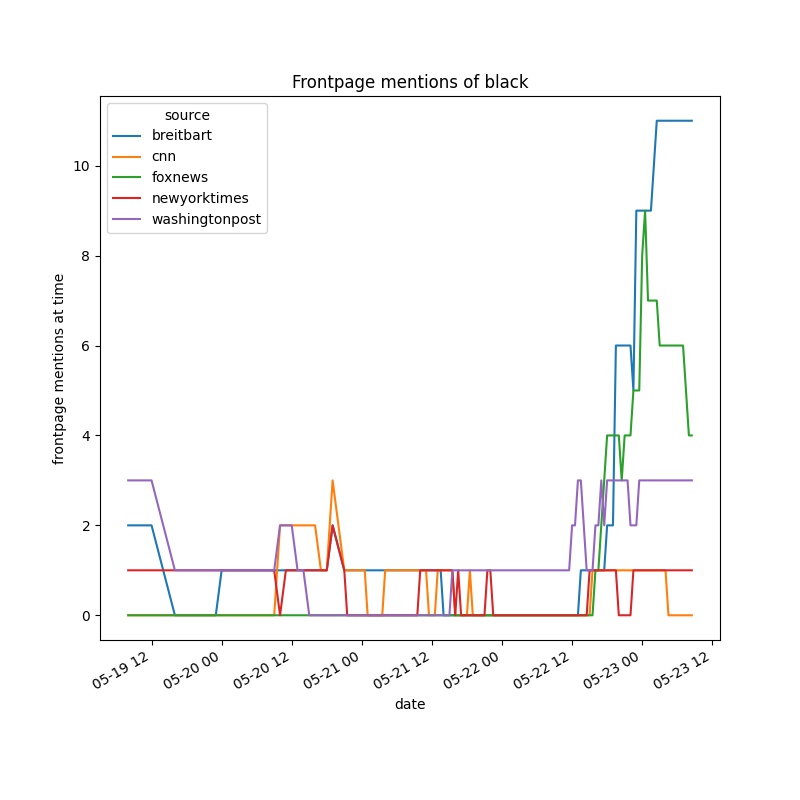 Frontpage mentions of black
source
breitbart
cnn
foxnews
newyorktimes
washingtonpost
frontpage mentions at time
10
8
6
4
2
0
05-19 12
05-20 00
05-20 12
05-21 00
05-21 12
05-22 00
05-22 12
05-23 00
05-23 12
date